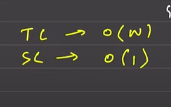 TC → O(N)
SC → O(1)